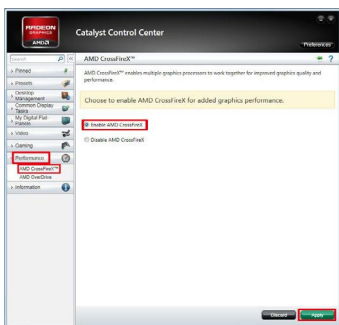 RADEON
GRAPHICS
AMD
Catalyst Control Center
Preferences
Search
AMD CrossFireX™
?
Pinned
Presets
Desktop
Management
Common Display
Tasks
My Digital Flat-
Panels
Video
Gaming
Performance
AMD CrossFireX™
AMD OverDrive
Information
AMD CrossFireX™ enables multiple graphics processors to work together for improved graphics quality and
performance.
Choose to enable AMD CrossFireX for added graphics performance.
Enable AMD CrossFireX
Disable AMD CrossFireX
Discard
Apply